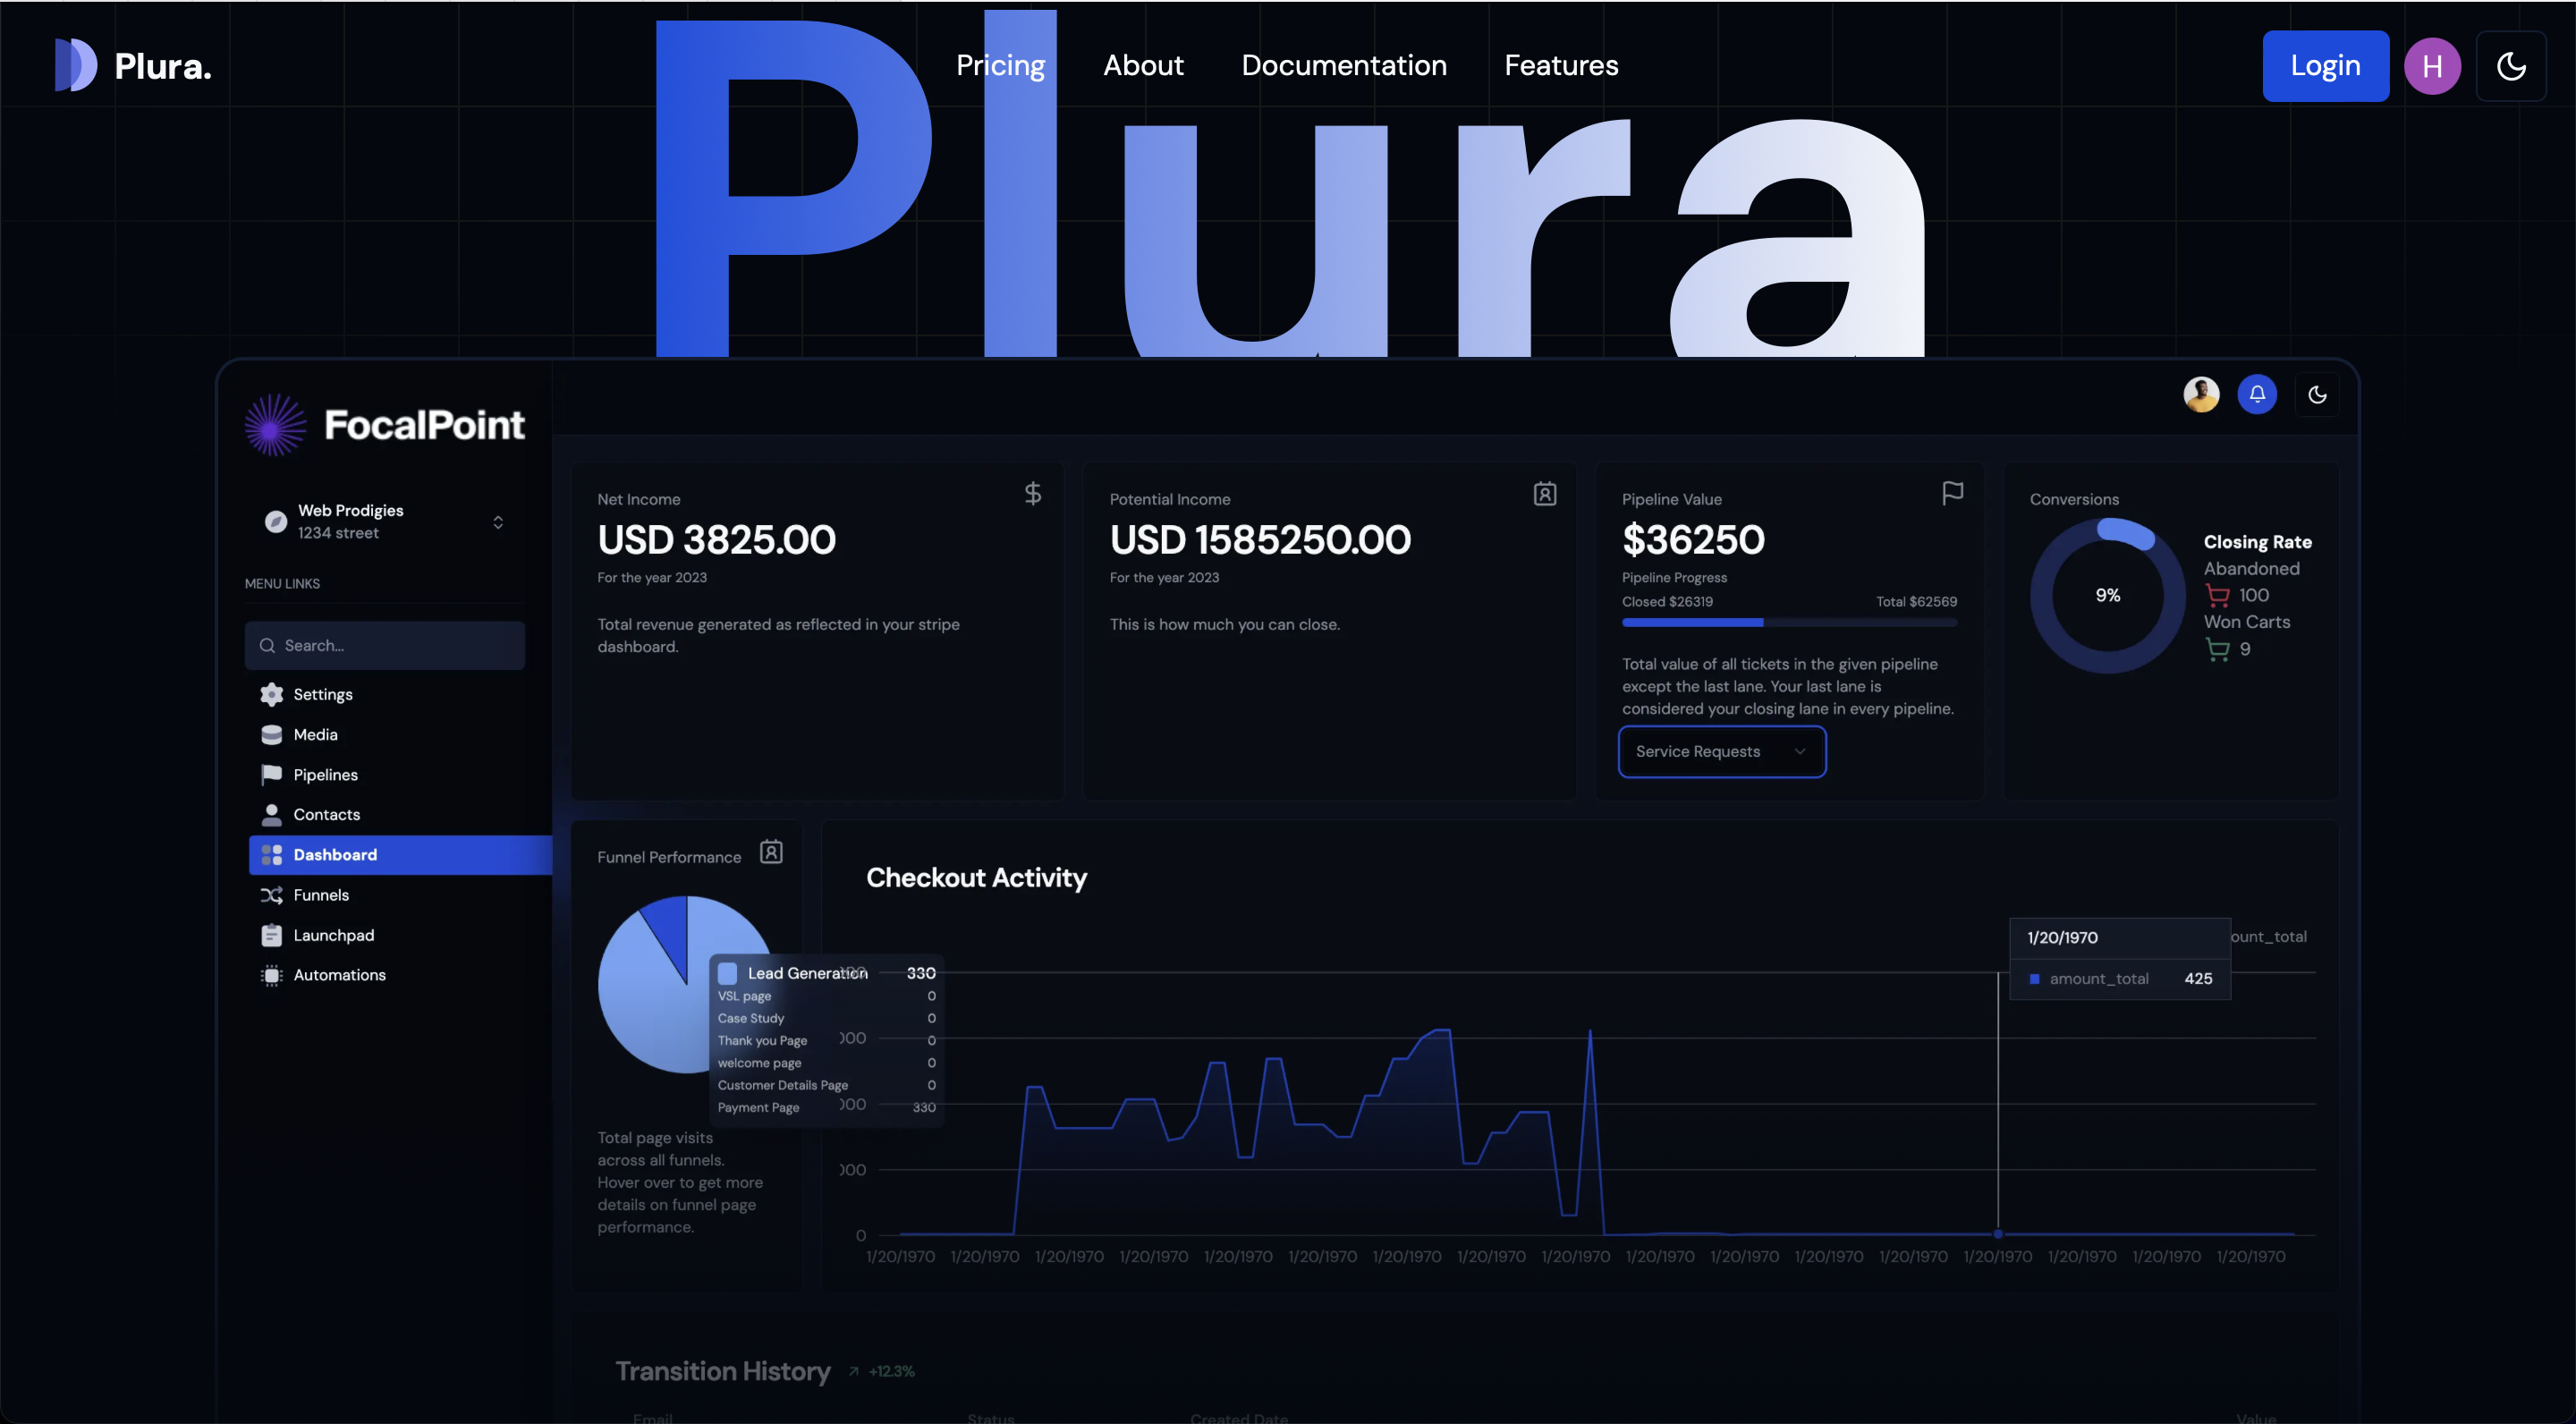 Plura.
Pricing
About
Documentation
Features
Login
H
Plura
FocalPoint
Web Prodigies
1234 street
MENU LINKS
Search...
Settings
Media
Pipelines
Contacts
Dashboard
Funnels
Launchpad
Automations
Net Income
USD 3825.00
For the year 2023
Total revenue generated as reflected in your stripe
dashboard.
Potential Income
USD 1585250.00
For the year 2023
This is how much you can close.
Pipeline Value
$36250
Pipeline Progress
Closed $26319
Total $62569
Total value of all tickets in the given pipeline
except the last lane. Your last lane is
considered your closing lane in every pipeline.
Service Requests
Conversions
9%
Closing Rate
Abandoned
100
Won Carts
9
Funnel Performance
Lead Generation 330
VSL page 0
Case Study 0
Thank you Page 0
welcome page 0
Customer Details Page 0
Payment Page 330
Total page visits
across all funnels.
Hover over to get more
details on funnel page
performance.
Checkout Activity
1/20/1970
amount_total 425
ount_total
000
000
000
0
1/20/1970 1/20/1970 1/20/1970 1/20/1970 1/20/1970 1/20/1970 1/20/1970 1/20/1970 1/20/1970 1/20/1970 1/20/1970 1/20/1970 1/20/1970 1/20/1970 1/20/1970 1/20/1970 1/20/1970
Transition History
+12.3%
Email Status Created Date Value